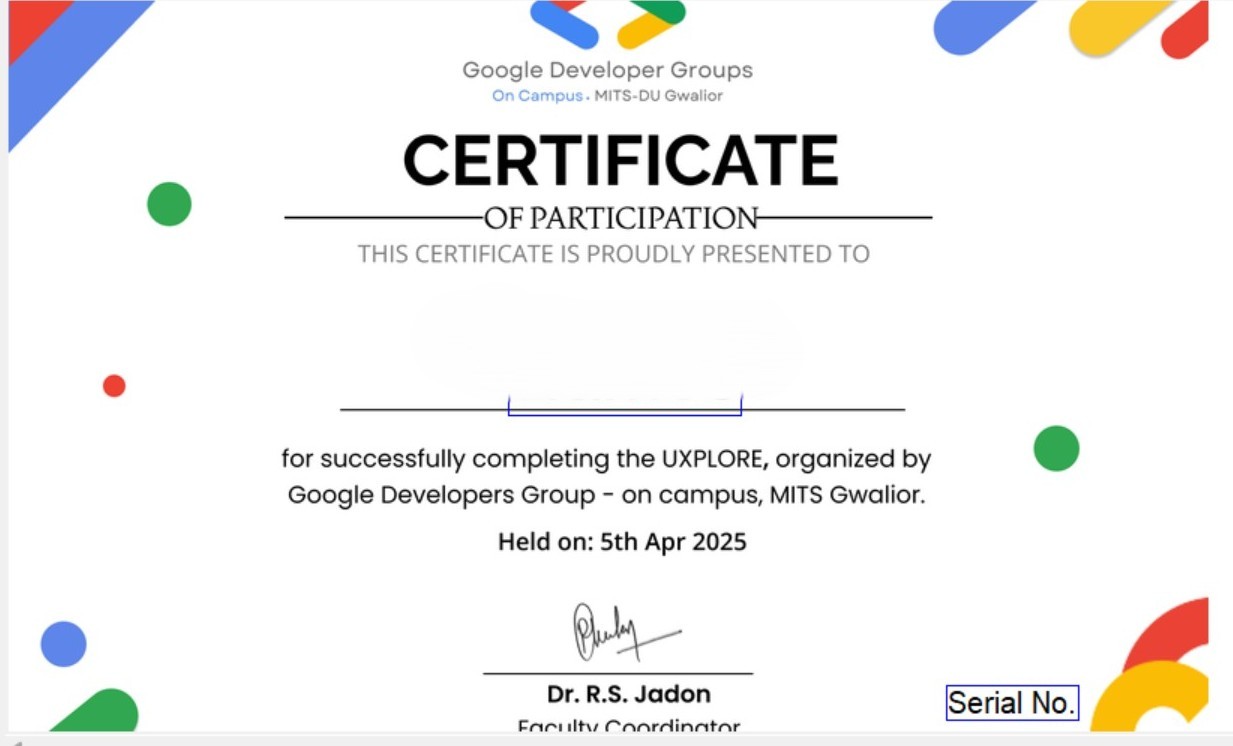 Google Developer Groups
On Campus • MITS-DU Gwalior
CERTIFICATE
OF PARTICIPATION
THIS CERTIFICATE IS PROUDLY PRESENTED TO
for successfully completing the UXPLORE, organized by
Google Developers Group - on campus, MITS Gwalior.
Held on: 5th Apr 2025
Dr. R.S. Jadon
Faculty Coordinator
Serial No.